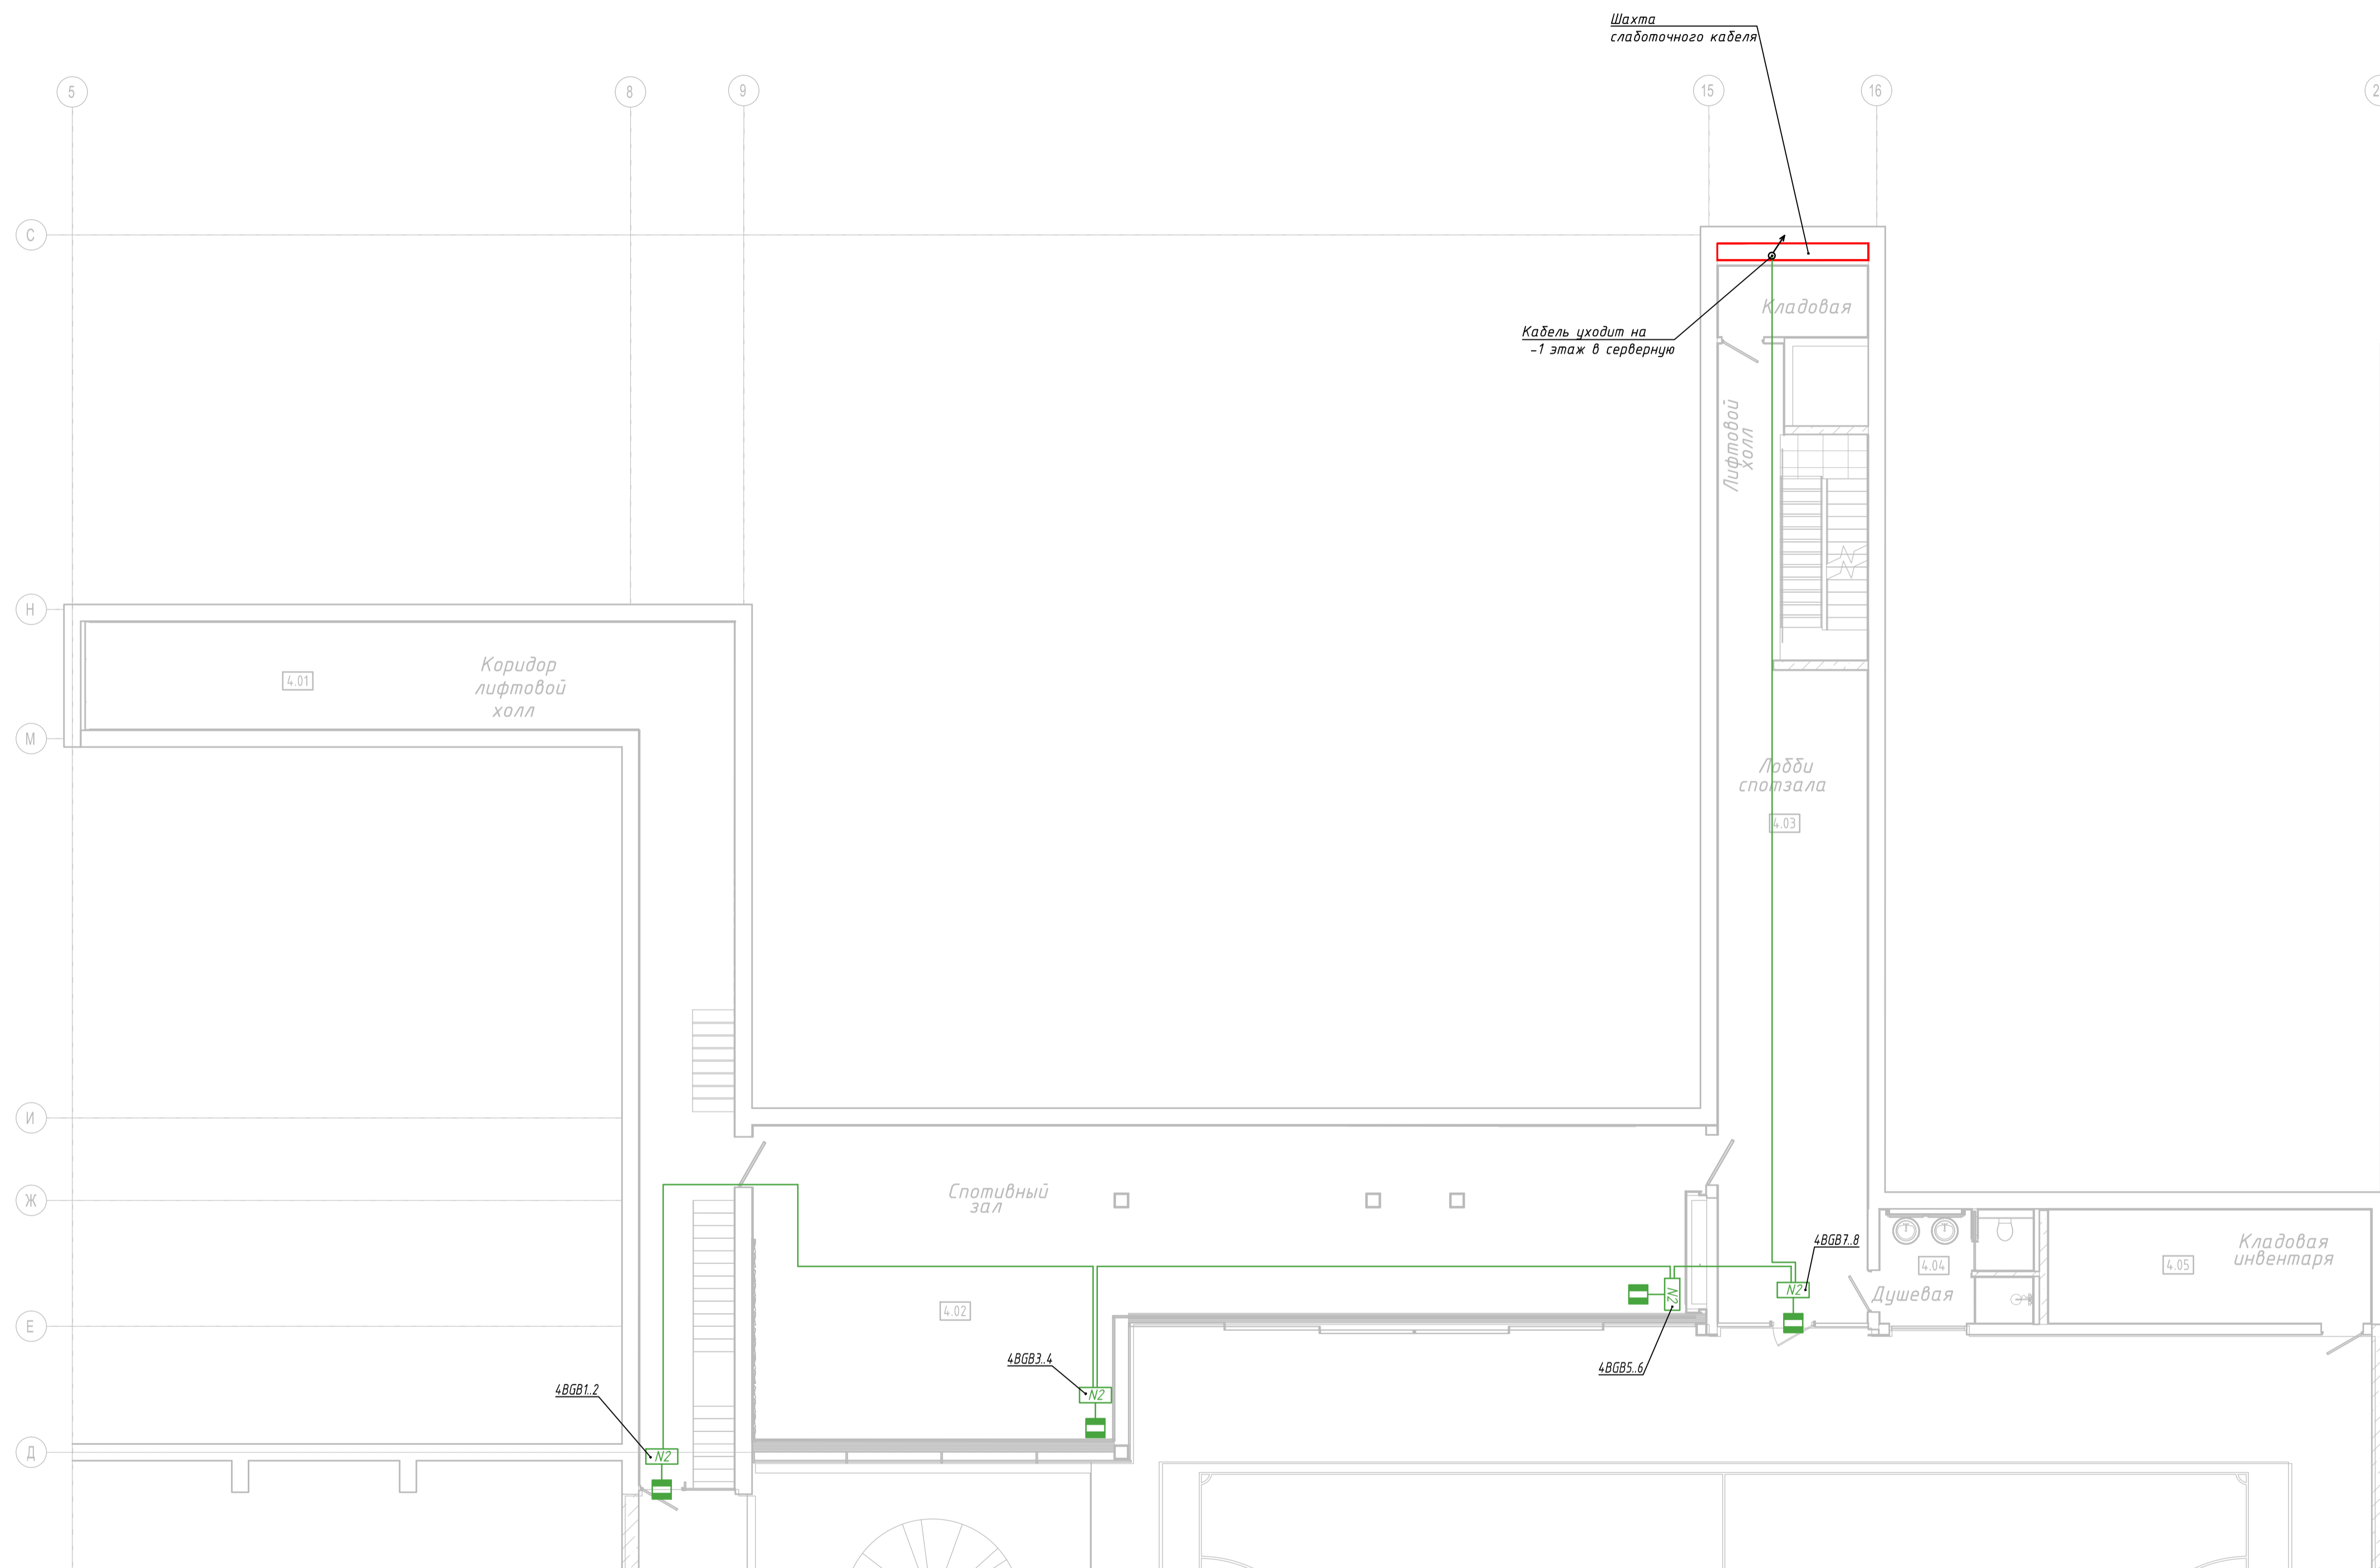 Шахта
слаботочного кабеля
5
8
9
15
16
2
С
Кладовая
Кабель уходит на
-1 этаж в серверную
Лифтовой
холл
Н
4.01
Коридор
лифтовой
холл
М
Лобби
спотзала
4.03
И
Ж
Спотивный
зал
4BGB7..8
Кладовая
инвентаря
4.05
4.04
Душевая
N2
N2
4.02
Е
4BGB3..4
4BGB5..6
N2
4BGB1..2
N2
Д